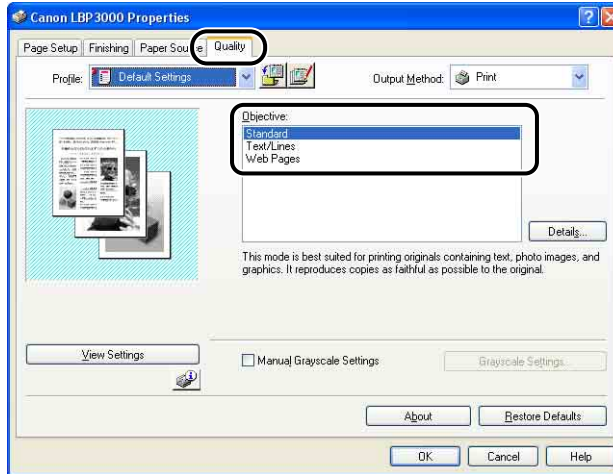 Canon LBP3000 Properties
Page Setup Finishing Paper Source Quality
Profile: Default Settings Output Method: Print
Objective:
Standard
Text/Lines
Web Pages
Details...
This mode is best suited for printing originals containing text, photo images, and
graphics. It reproduces copies as faithful as possible to the original.
View Settings
Manual Grayscale Settings Grayscale Settings...
About Restore Defaults
OK Cancel Help